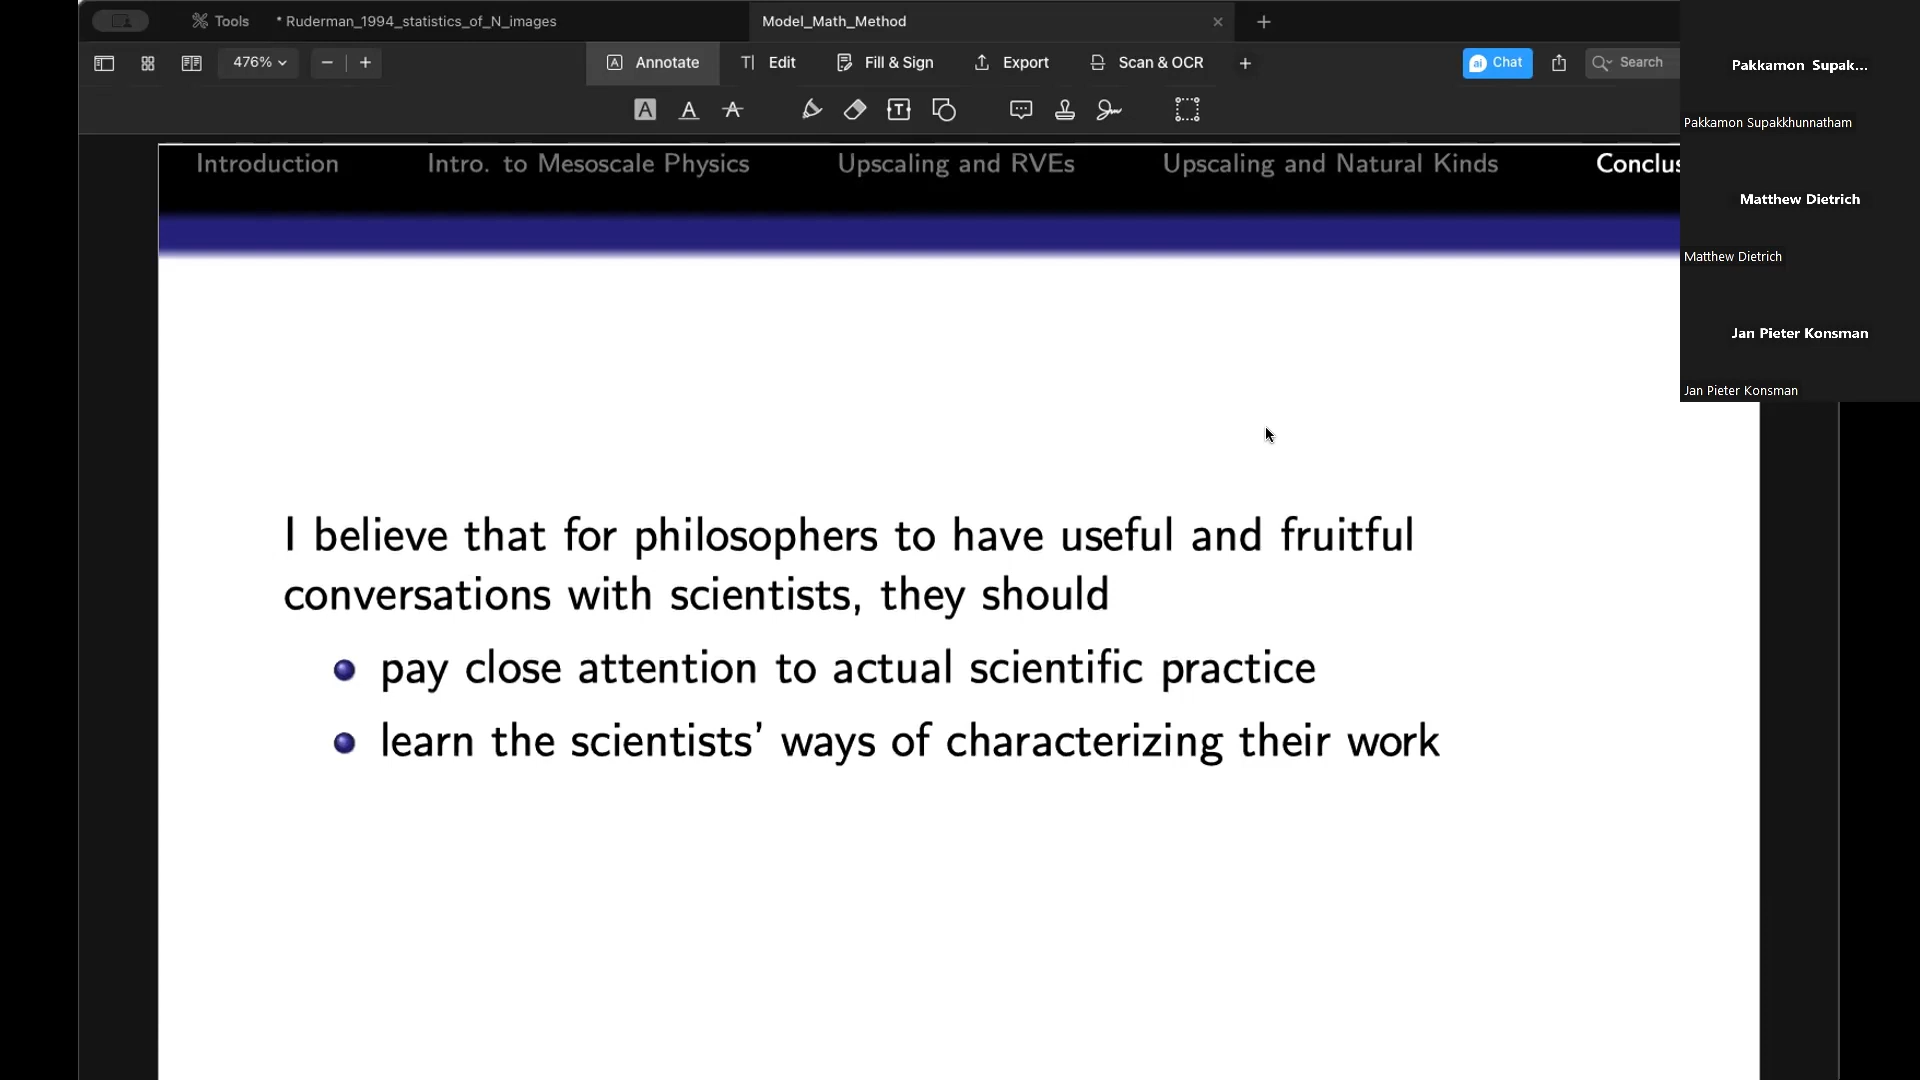 Tools
* Ruderman_1994_statistics_of_N_images
Model_Math_Method
476%
Annotate
Edit
Fill & Sign
Export
Scan & OCR
ai Chat
Search
Introduction
Intro. to Mesoscale Physics
Upscaling and RVEs
Upscaling and Natural Kinds
Conclus
I believe that for philosophers to have useful and fruitful
conversations with scientists, they should
pay close attention to actual scientific practice
learn the scientists' ways of characterizing their work
Pakkamon Supak...
Pakkamon Supakkhunnatham
Matthew Dietrich
Matthew Dietrich
Jan Pieter Konsman
Jan Pieter Konsman